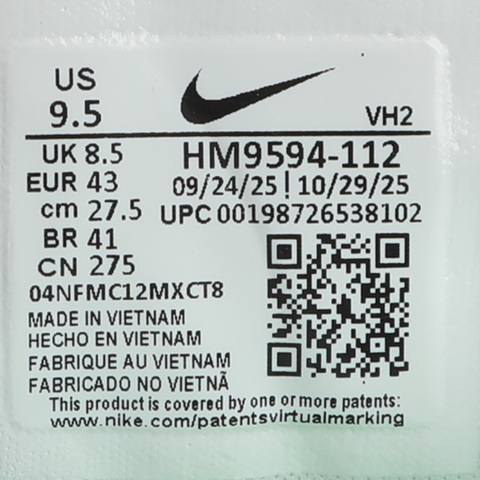 US
9.5
VH2
UK 8.5
EUR 43
cm 27.5
BR 41
CN 275
HM9594-112
09/24/25 | 10/29/25
UPC 00198726538102
04NFMC12MXCT8
MADE IN VIETNAM
HECHO EN VIETNAM
FABRIQUE AU VIETNAM
FABRICADO NO VIETNÃ
This product is covered by one or more patents:
www.nike.com/patentsvirtualmarking